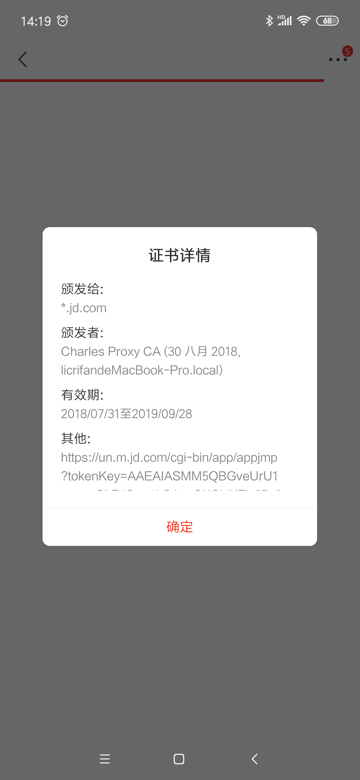 14:19
HD
68
5
证书详情
颁发给:
*.jd.com
颁发者:
Charles Proxy CA (30 八月 2018,
licrifandeMacBook-Pro.local)
有效期:
2018/07/31至2019/09/28
其他:
https://un.m.jd.com/cgi-bin/app/appjmp
?tokenKey=AAEAIASMM5QBGveUrU1
确定